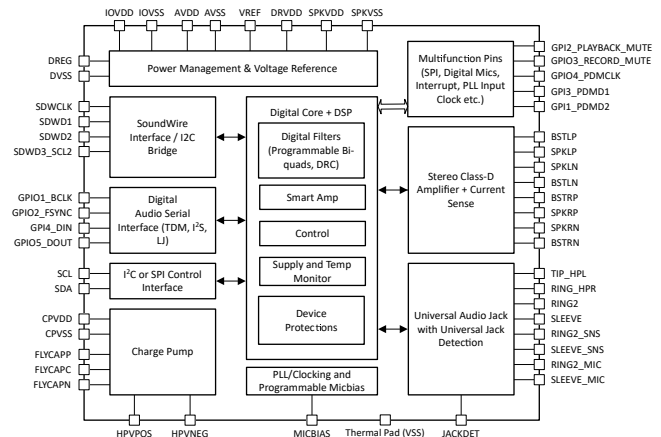 IOVDD
IOVSS
AVDD
AVSS
VREF
DRVDD
SPKVDD
SPKVSS
DREG
DVSS
Power Management & Voltage Reference
Multifunction Pins
(SPI, Digital Mics,
Interrupt, PLL Input
Clock etc.)
GPI2_PLAYBACK_MUTE
GPIO3_RECORD_MUTE
GPIO4_PDMCLK
GPI3_PDMD1
GPI1_PDMD2
SDWCLK
SDWD1
SDWD2
SDWD3_SCL2
SoundWire
Interface / I2C
Bridge
Digital Core + DSP
Digital Filters
(Programmable Bi-
quads, DRC)
Smart Amp
Control
Supply and Temp
Monitor
Device
Protections
Stereo Class-D
Amplifier + Current
Sense
BSTLP
SPKLP
SPKLN
BSTLN
BSTRP
SPKRP
SPKRN
BSTRN
GPIO1_BCLK
GPIO2_FSYNC
GPI4_DIN
GPIO5_DOUT
Digital
Audio Serial
Interface (TDM, I²S,
LJ)
SCL
SDA
I²C or SPI Control
Interface
CPVDD
CPVSS
FLYCAPP
FLYCAPC
FLYCAPN
Charge Pump
Universal Audio Jack
with Universal Jack
Detection
TIP_HPL
RING_HPR
RING2
SLEEVE
RING2_SNS
SLEEVE_SNS
RING2_MIC
SLEEVE_MIC
PLL/Clocking and
Programmable Micbias
HPVPOS
HPVNEG
MICBIAS
Thermal Pad (VSS)
JACKDET